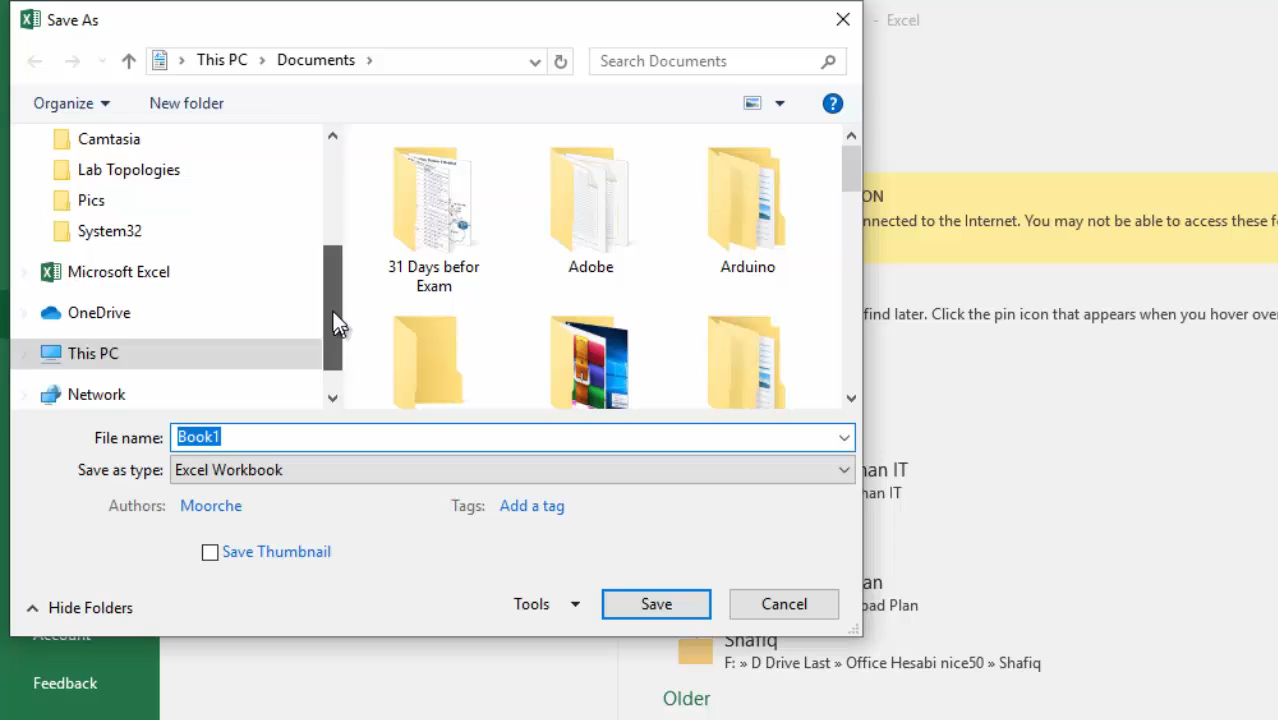 Save As
- Excel
This PC > Documents >
Search Documents
Organize
New folder
Camtasia
Lab Topologies
Pics
System32
Microsoft Excel
OneDrive
This PC
Network
31 Days befor
Exam
Adobe
Arduino
ON
nnected to the Internet. You may not be able to access these f
find later. Click the pin icon that appears when you hover over
File name: Book1
Save as type: Excel Workbook
Authors: Moorche
Tags: Add a tag
Save Thumbnail
Hide Folders
Tools
Save
Cancel
an IT
an IT
an
oad Plan
Shafiq
F: » D Drive Last » Office Hesabi nice50 » Shafiq
Older
Account
Feedback